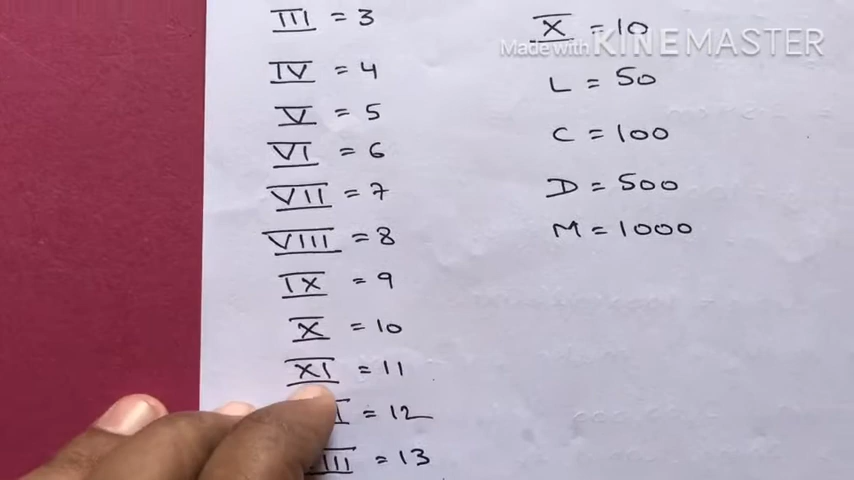 III = 3
IV = 4
V = 5
VI = 6
VII = 7
VIII = 8
IX = 9
X = 10
XI = 11
= 12
= 13
X = 10
Made with KINEMASTER
L = 50
C = 100
D = 500
M = 1000